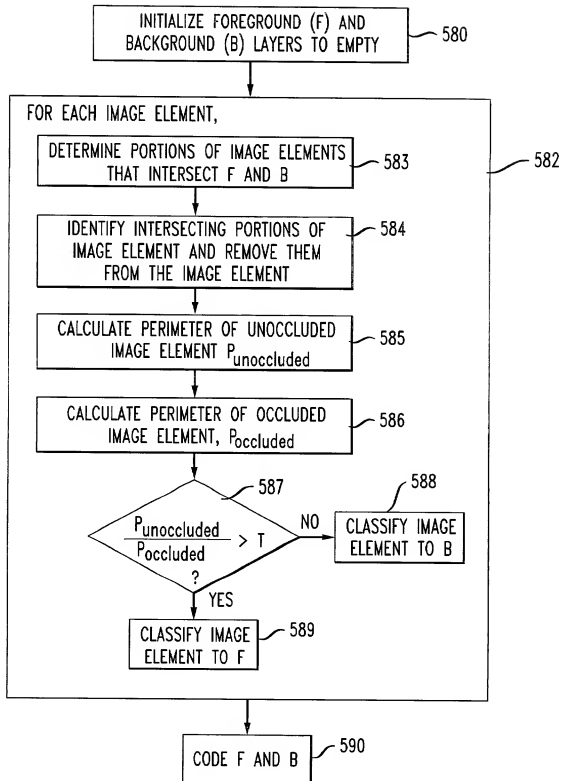 INITIALIZE FOREGROUND (F) AND
BACKGROUND (B) LAYERS TO EMPTY
580
FOR EACH IMAGE ELEMENT,
582
DETERMINE PORTIONS OF IMAGE ELEMENTS
THAT INTERSECT F AND B
583
IDENTIFY INTERSECTING PORTIONS OF
IMAGE ELEMENT AND REMOVE THEM
FROM THE IMAGE ELEMENT
584
CALCULATE PERIMETER OF UNOCCLUDED
IMAGE ELEMENT Punoccluded
585
CALCULATE PERIMETER OF OCCLUDED
IMAGE ELEMENT, Poccluded
586
587
Punoccluded
Poccluded
> T
?
NO
YES
588
CLASSIFY IMAGE
ELEMENT TO B
589
CLASSIFY IMAGE
ELEMENT TO F
590
CODE F AND B